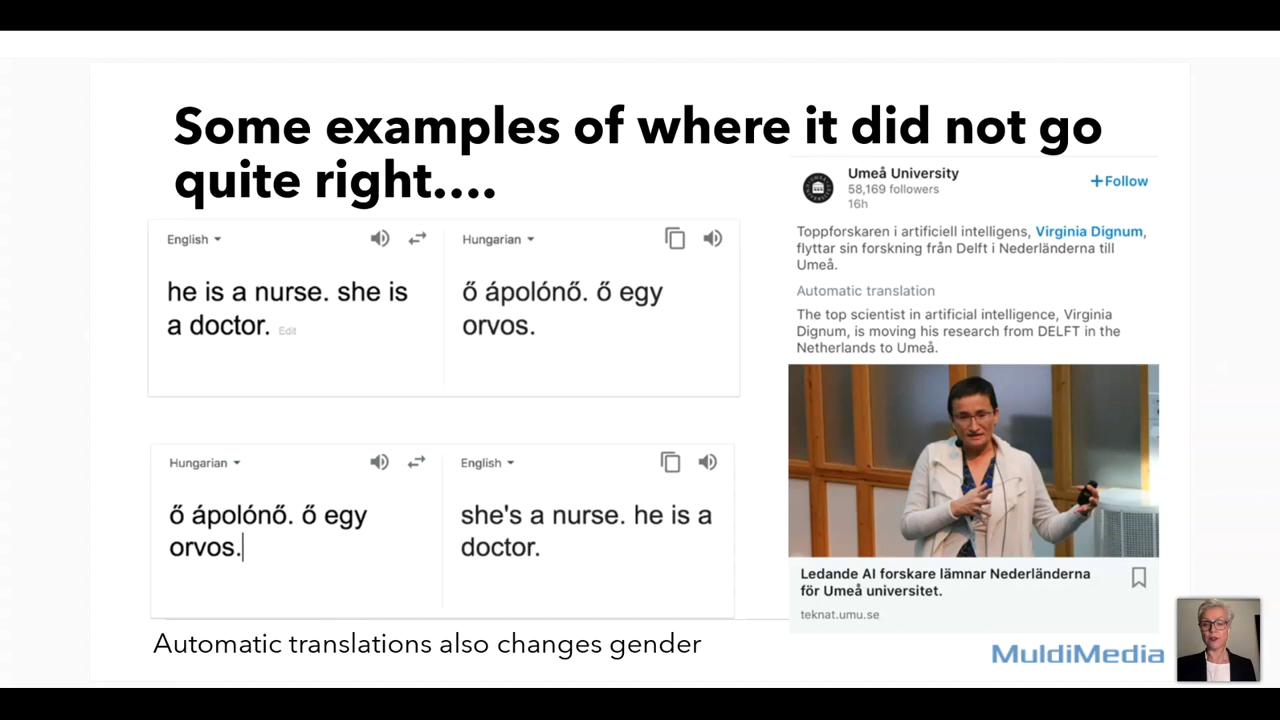 Some examples of where it did not go
quite right....
English
Hungarian
he is a nurse. she is
a doctor. Edit
ő ápolónő. ő egy
orvos.
Hungarian
English
ő ápolónő. ő egy
orvos.
she's a nurse. he is a
doctor.
Automatic translations also changes gender
Umeå University
58,169 followers
16h
+Follow
Toppforskaren i artificiell intelligens, Virginia Dignum,
flyttar sin forskning från Delft i Nederländerna till
Umeå.
Automatic translation
The top scientist in artificial intelligence, Virginia
Dignum, is moving his research from DELFT in the
Netherlands to Umeå.
Ledande AI forskare lämnar Nederländerna
för Umeå universitet.
teknat.umu.se
MuldiMedia